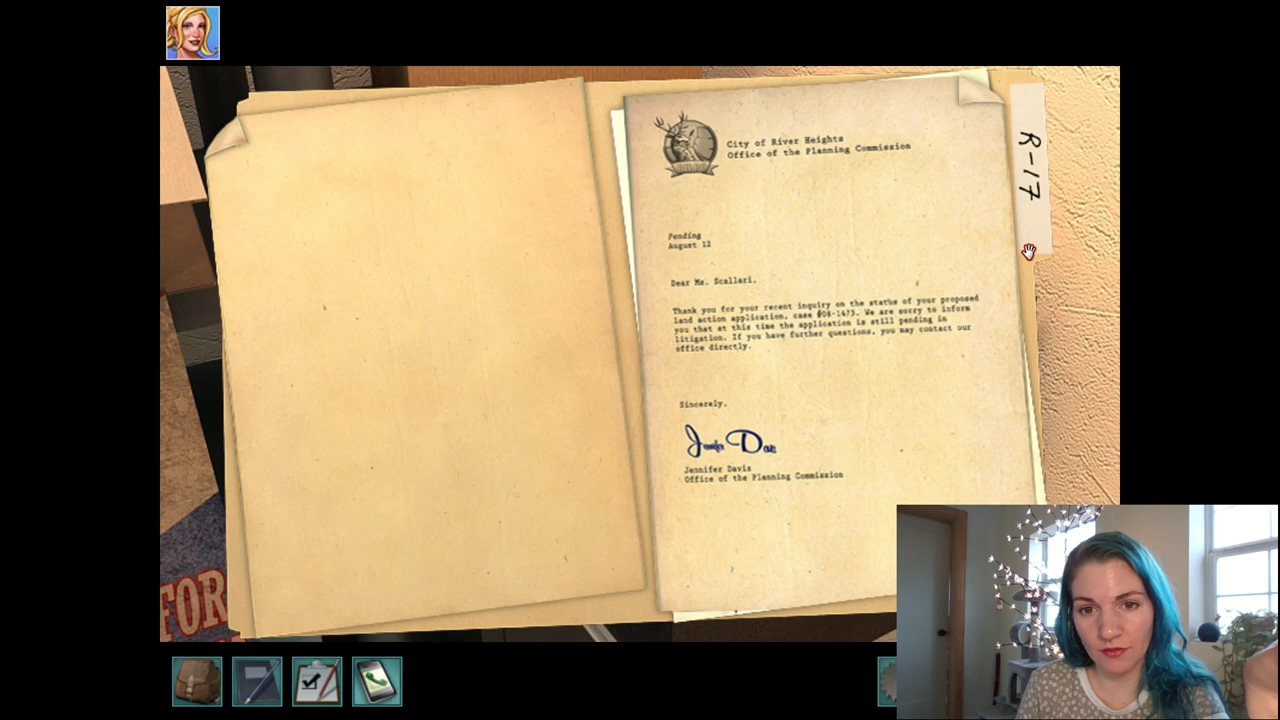 City of River Heights
Office of the Planning Commission
R-17
Pending
August 12
Dear Ms. Scallari,
Thank you for your recent inquiry on the status of your proposed
land action application, case #08-1473. We are sorry to inform
you that at this time the application is still pending in
litigation. If you have further questions, you may contact our
office directly.
Sincerely,
Jennifer Davis
Office of the Planning Commission
FOR